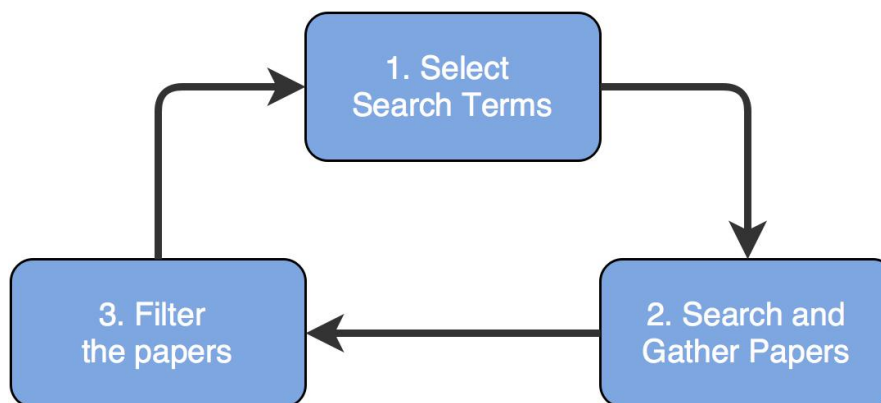 1. Select
Search Terms
2. Search and
Gather Papers
3. Filter
the papers